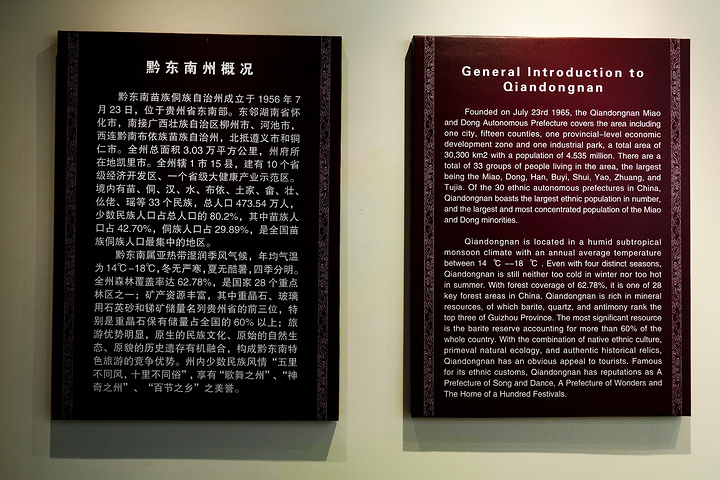 黔东南州概况
黔东南苗族侗族自治州成立于 1956 年 7
月 23 日，位于贵州省东南部。东邻湖南省怀
化市，南接广西壮族自治区柳州市、河池市，
西连黔南布依族苗族自治州，北抵遵义市和铜
仁市。全州总面积 3.03 万平方公里，州府所
在地凯里市。全州辖 1 市 15 县，建有 10 个省
级经济开发区、一个省级大健康产业示范区。
境内有苗、侗、汉、水、布依、土家、畲、壮、
仫佬、瑶等 33 个民族，总人口 473.54 万人，
少数民族人口占总人口的 80.2%，其中苗族人
口占 42.70%，侗族人口占 29.89%，是全国苗
族侗族人口最集中的地区。
黔东南属亚热带湿润季风气候，年均气温
为 14℃-18℃，冬无严寒，夏无酷暑，四季分明。
全州森林覆盖率达 62.78%，是国家 28 个重点
林区之一；矿产资源丰富，其中重晶石、玻璃
用石英砂和锑矿储量名列贵州省的前三位，特
别是重晶石保有储量占全国的 60% 以上；旅
游优势明显，原生的民族文化、原始的自然生
态、原貌的历史遗存有机融合，构成黔东南特
色旅游的竞争优势。州内少数民族风情“五里
不同风，十里不同俗”，享有“歌舞之州”、“神
奇之州”、“百节之乡”之美誉。
General Introduction to
Qiandongnan
Founded on July 23rd 1965, the Qiandongnan Miao
and Dong Autonomous Prefecture covers the area including
one city, fifteen counties, one provincial-level economic
development zone and one industrial park, a total area of
30,300 km2 with a population of 4.535 million. There are a
total of 33 groups of people living in the area, the largest
being the Miao, Dong, Han, Buyi, Shui, Yao, Zhuang, and
Tujia. Of the 30 ethnic autonomous prefectures in China,
Qiandongnan boasts the largest ethnic population in number,
and the largest and most concentrated population of the Miao
and Dong minorities.
Qiandongnan is located in a humid subtropical
monsoon climate with an annual average temperature
between 14 ℃ --18 ℃ . Even with four distinct seasons,
Qiandongnan is still neither too cold in winter nor too hot
in summer. With forest coverage of 62.78%, it is one of 28
key forest areas in China. Qiandongnan is rich in mineral
resources, of which barite, quartz, and antimony rank the
top three of Guizhou Province. The most significant resource
is the barite reserve accounting for more than 60% of the
whole country. With the combination of native ethnic culture,
primeval natural ecology, and authentic historical relics,
Qiandongnan has an obvious appeal to tourists. Famous
for its ethnic customs, Qiandongnan has reputations as A
Prefecture of Song and Dance, A Prefecture of Wonders and
The Home of a Hundred Festivals.